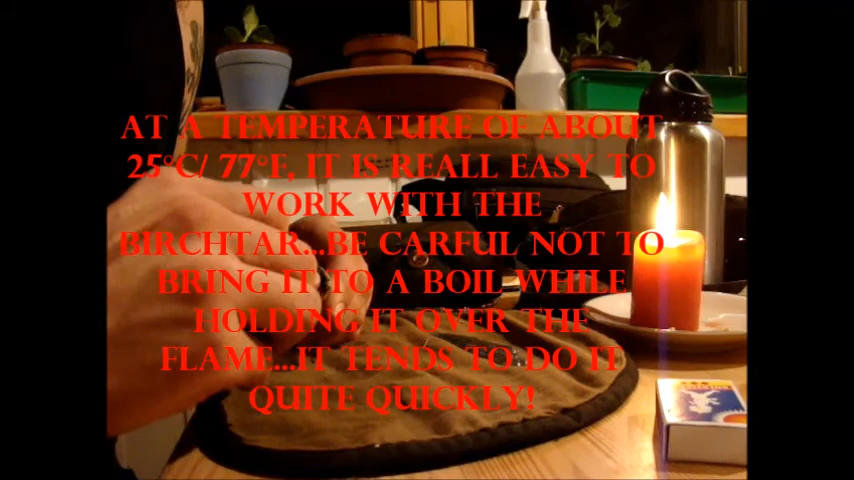 AT A TEMPERATURE OF ABOUT
25°C/ 77°F, IT IS REALL EASY TO
WORK WITH THE
BIRCHTAR...BE CARFUL NOT TO
BRING IT TO A BOIL WHILE
HOLDING IT OVER THE
FLAME...IT TENDS TO DO IT
QUITE QUICKLY!